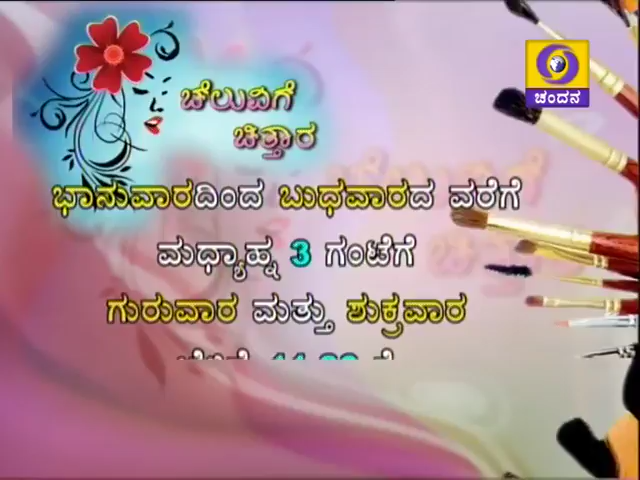 ಚಂದನ
ಚೆಲುವಿಗೆ
ಚಿತ್ತಾರ
ಭಾನುವಾರದಿಂದ ಬುಧವಾರದ ವರೆಗೆ
ಮಧ್ಯಾಹ್ನ 3 ಗಂಟೆಗೆ
ಗುರುವಾರ ಮತ್ತು ಶುಕ್ರವಾರ